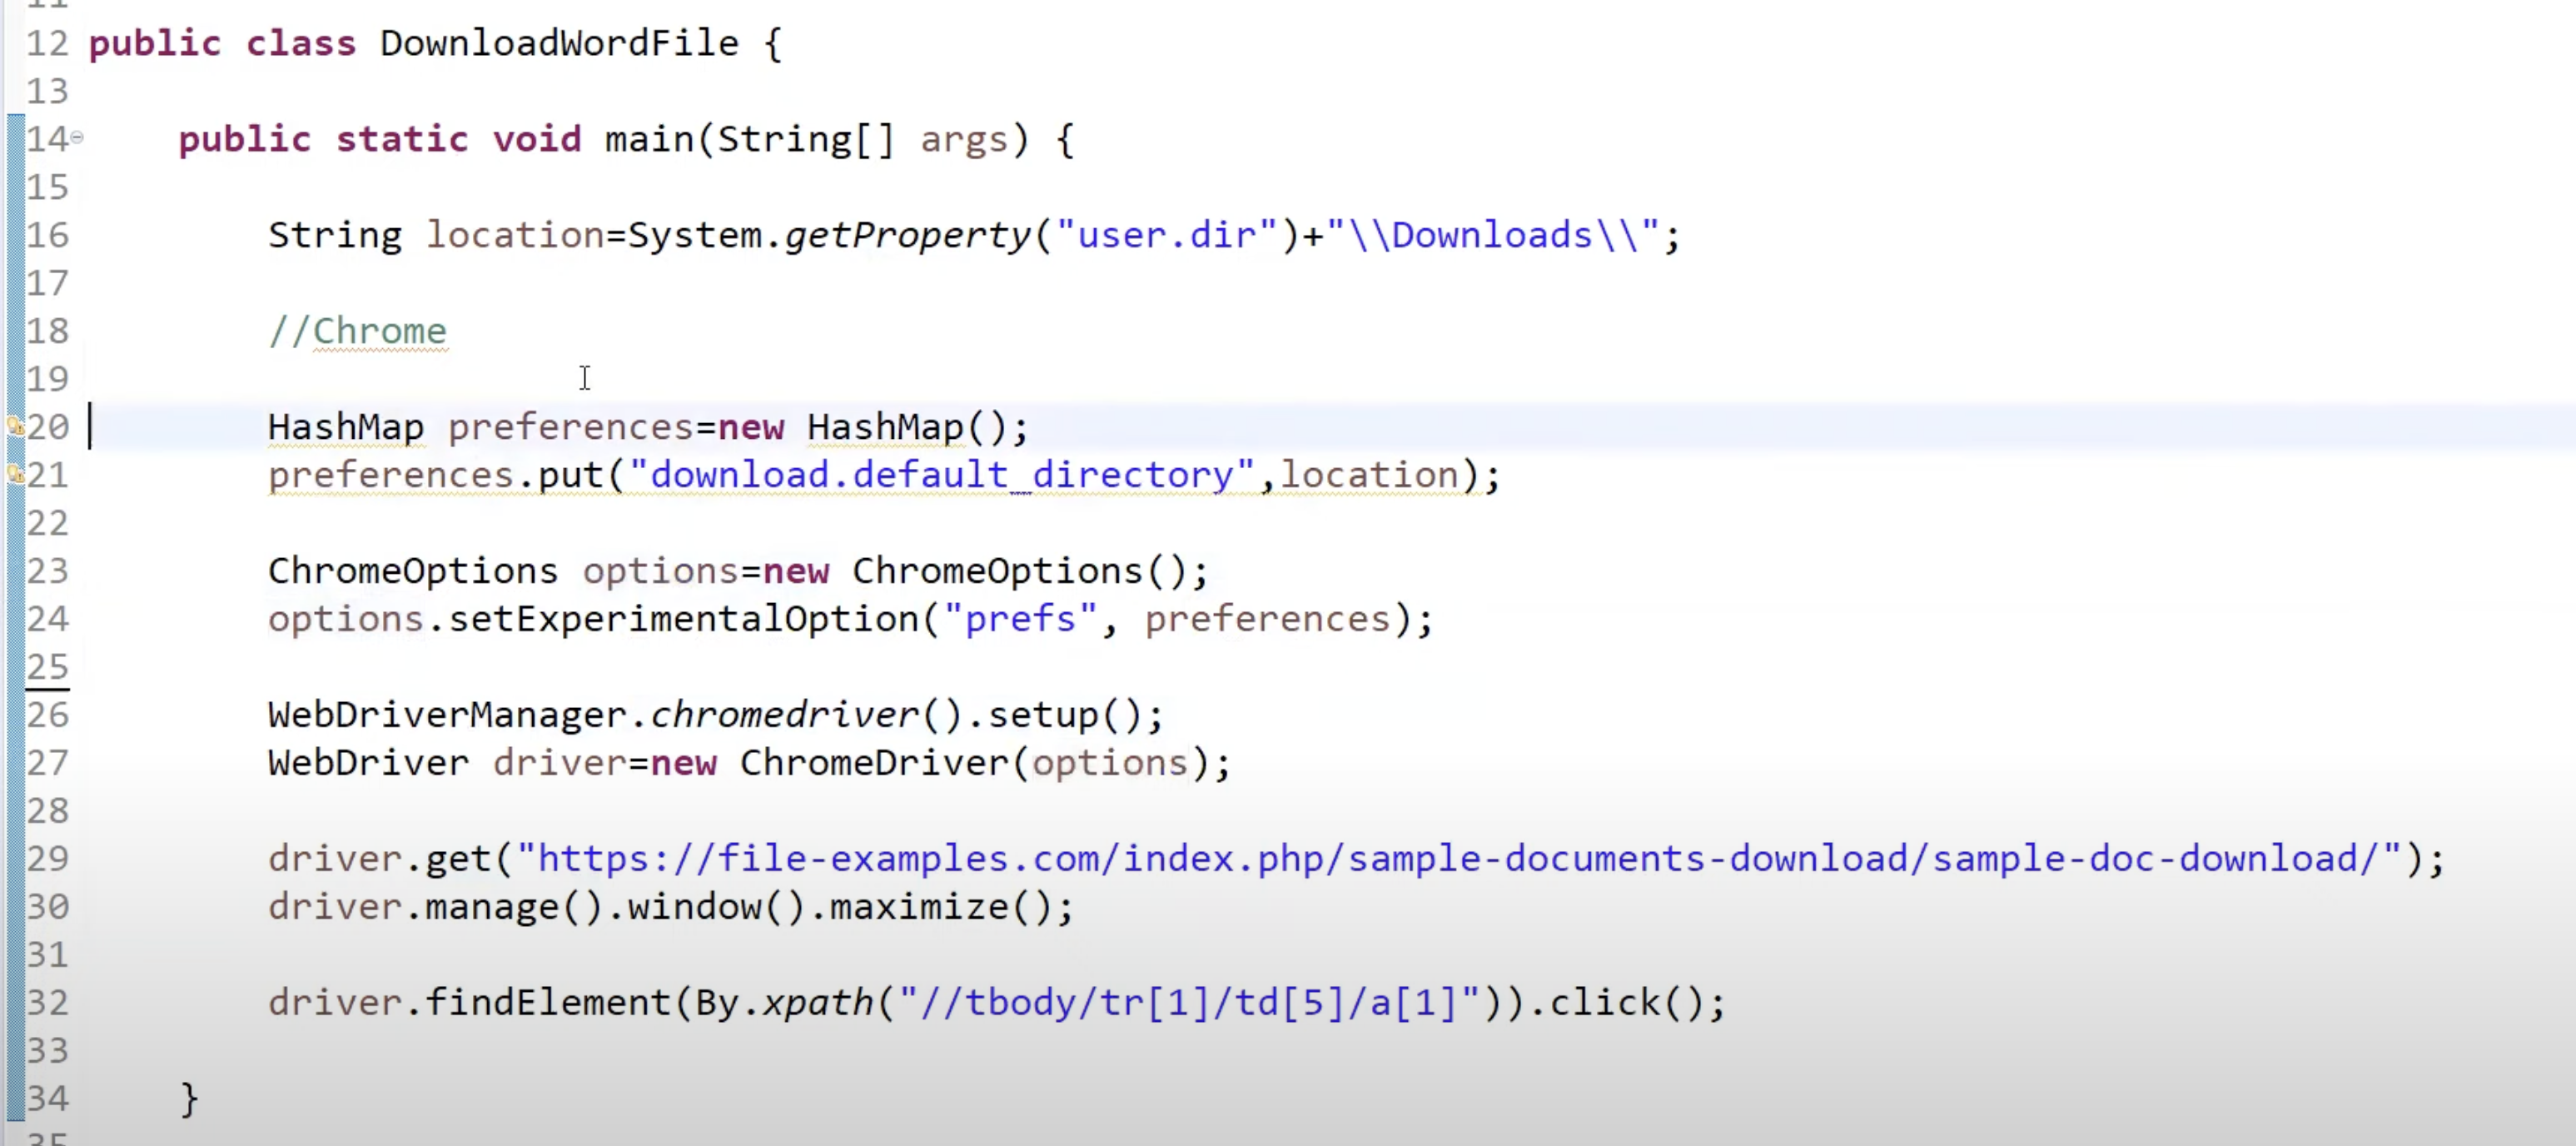 12 public class DownloadWordFile {
13
14 public static void main(String[] args) {
15
16 String location=System.getProperty("user.dir")+"\\Downloads\\";
17
18 //Chrome
19
20 HashMap preferences=new HashMap();
21 preferences.put("download.default_directory",location);
22
23 ChromeOptions options=new ChromeOptions();
24 options.setExperimentalOption("prefs", preferences);
25
26 WebDriverManager.chromedriver().setup();
27 WebDriver driver=new ChromeDriver(options);
28
29 driver.get("https://file-examples.com/index.php/sample-documents-download/sample-doc-download/");
30 driver.manage().window().maximize();
31
32 driver.findElement(By.xpath("//tbody/tr[1]/td[5]/a[1]")).click();
33
34 }